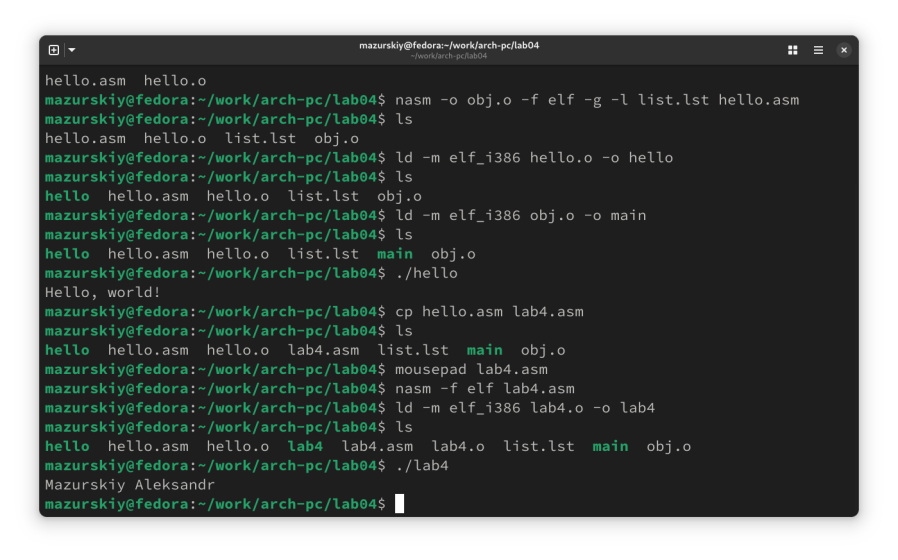 mazurskiy@fedora:~/work/arch-pc/lab04
~/work/arch-pc/lab04
hello.asm  hello.o
mazurskiy@fedora:~/work/arch-pc/lab04$ nasm -o obj.o -f elf -g -l list.lst hello.asm
mazurskiy@fedora:~/work/arch-pc/lab04$ ls
hello.asm  hello.o  list.lst  obj.o
mazurskiy@fedora:~/work/arch-pc/lab04$ ld -m elf_i386 hello.o -o hello
mazurskiy@fedora:~/work/arch-pc/lab04$ ls
hello  hello.asm  hello.o  list.lst  obj.o
mazurskiy@fedora:~/work/arch-pc/lab04$ ld -m elf_i386 obj.o -o main
mazurskiy@fedora:~/work/arch-pc/lab04$ ls
hello  hello.asm  hello.o  list.lst  main  obj.o
mazurskiy@fedora:~/work/arch-pc/lab04$ ./hello
Hello, world!
mazurskiy@fedora:~/work/arch-pc/lab04$ cp hello.asm lab4.asm
mazurskiy@fedora:~/work/arch-pc/lab04$ ls
hello  hello.asm  hello.o  lab4.asm  list.lst  main  obj.o
mazurskiy@fedora:~/work/arch-pc/lab04$ mousepad lab4.asm
mazurskiy@fedora:~/work/arch-pc/lab04$ nasm -f elf lab4.asm
mazurskiy@fedora:~/work/arch-pc/lab04$ ld -m elf_i386 lab4.o -o lab4
mazurskiy@fedora:~/work/arch-pc/lab04$ ls
hello  hello.asm  hello.o  lab4  lab4.asm  lab4.o  list.lst  main  obj.o
mazurskiy@fedora:~/work/arch-pc/lab04$ ./lab4
Mazurskiy Aleksandr
mazurskiy@fedora:~/work/arch-pc/lab04$